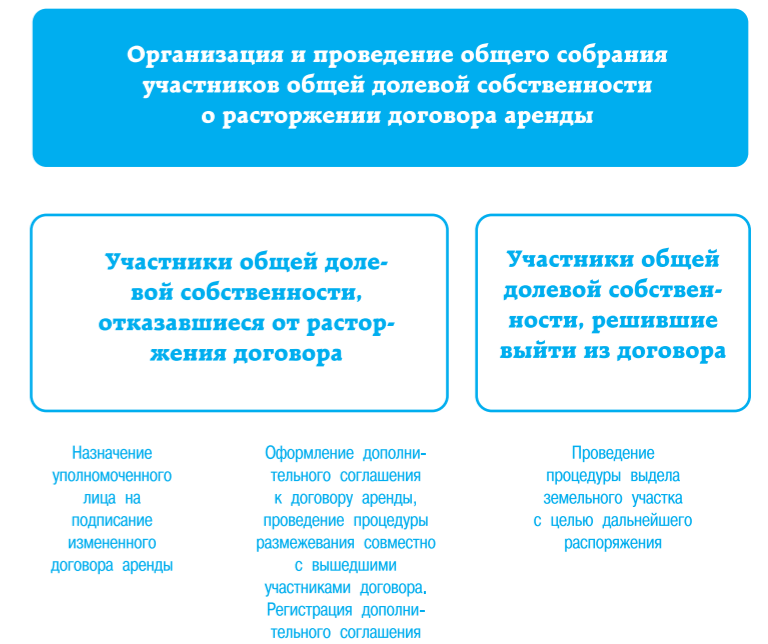 Организация и проведение общего собрания
участников общей долевой собственности
о расторжении договора аренды
Участники общей доле-
вой собственности,
отказавшиеся от растор-
жения договора
Участники общей
долевой собствен-
ности, решившие
выйти из договора
Назначение
уполномоченного
лица на
подписание
измененного
договора аренды
Оформление дополни-
тельного соглашения
к договору аренды,
проведение процедуры
размежевания совместно
с вышедшими
участниками договора.
Регистрация дополни-
тельного соглашения
Проведение
процедуры выдела
земельного участка
с целью дальнейшего
распоряжения